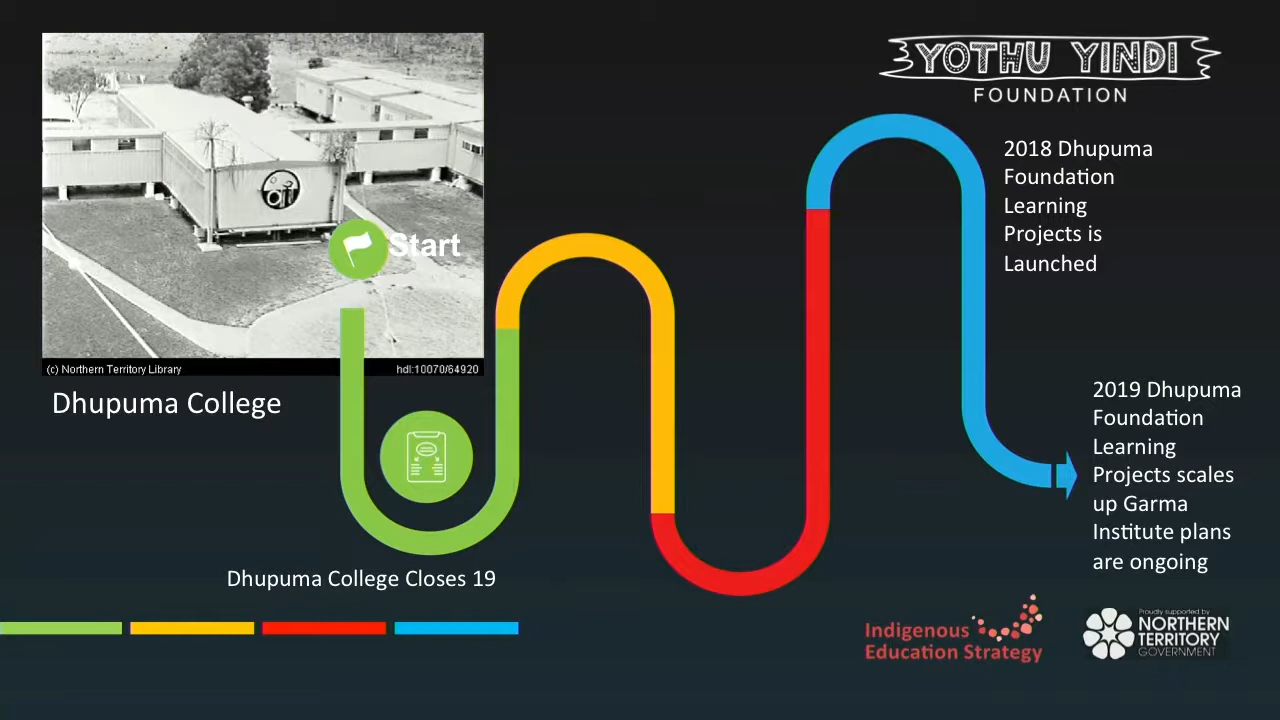 YOTHU YINDI
FOUNDATION
2018 Dhupuma
Foundation
Learning
Projects is
Launched
Start
(c) Northern Territory Library
hdl:10070/64920
Dhupuma College
2019 Dhupuma
Foundation
Learning
Projects scales
up Garma
Institute plans
are ongoing
Dhupuma College Closes 19
Indigenous
Education Strategy
Proudly supported by
NORTHERN
TERRITORY
GOVERNMENT